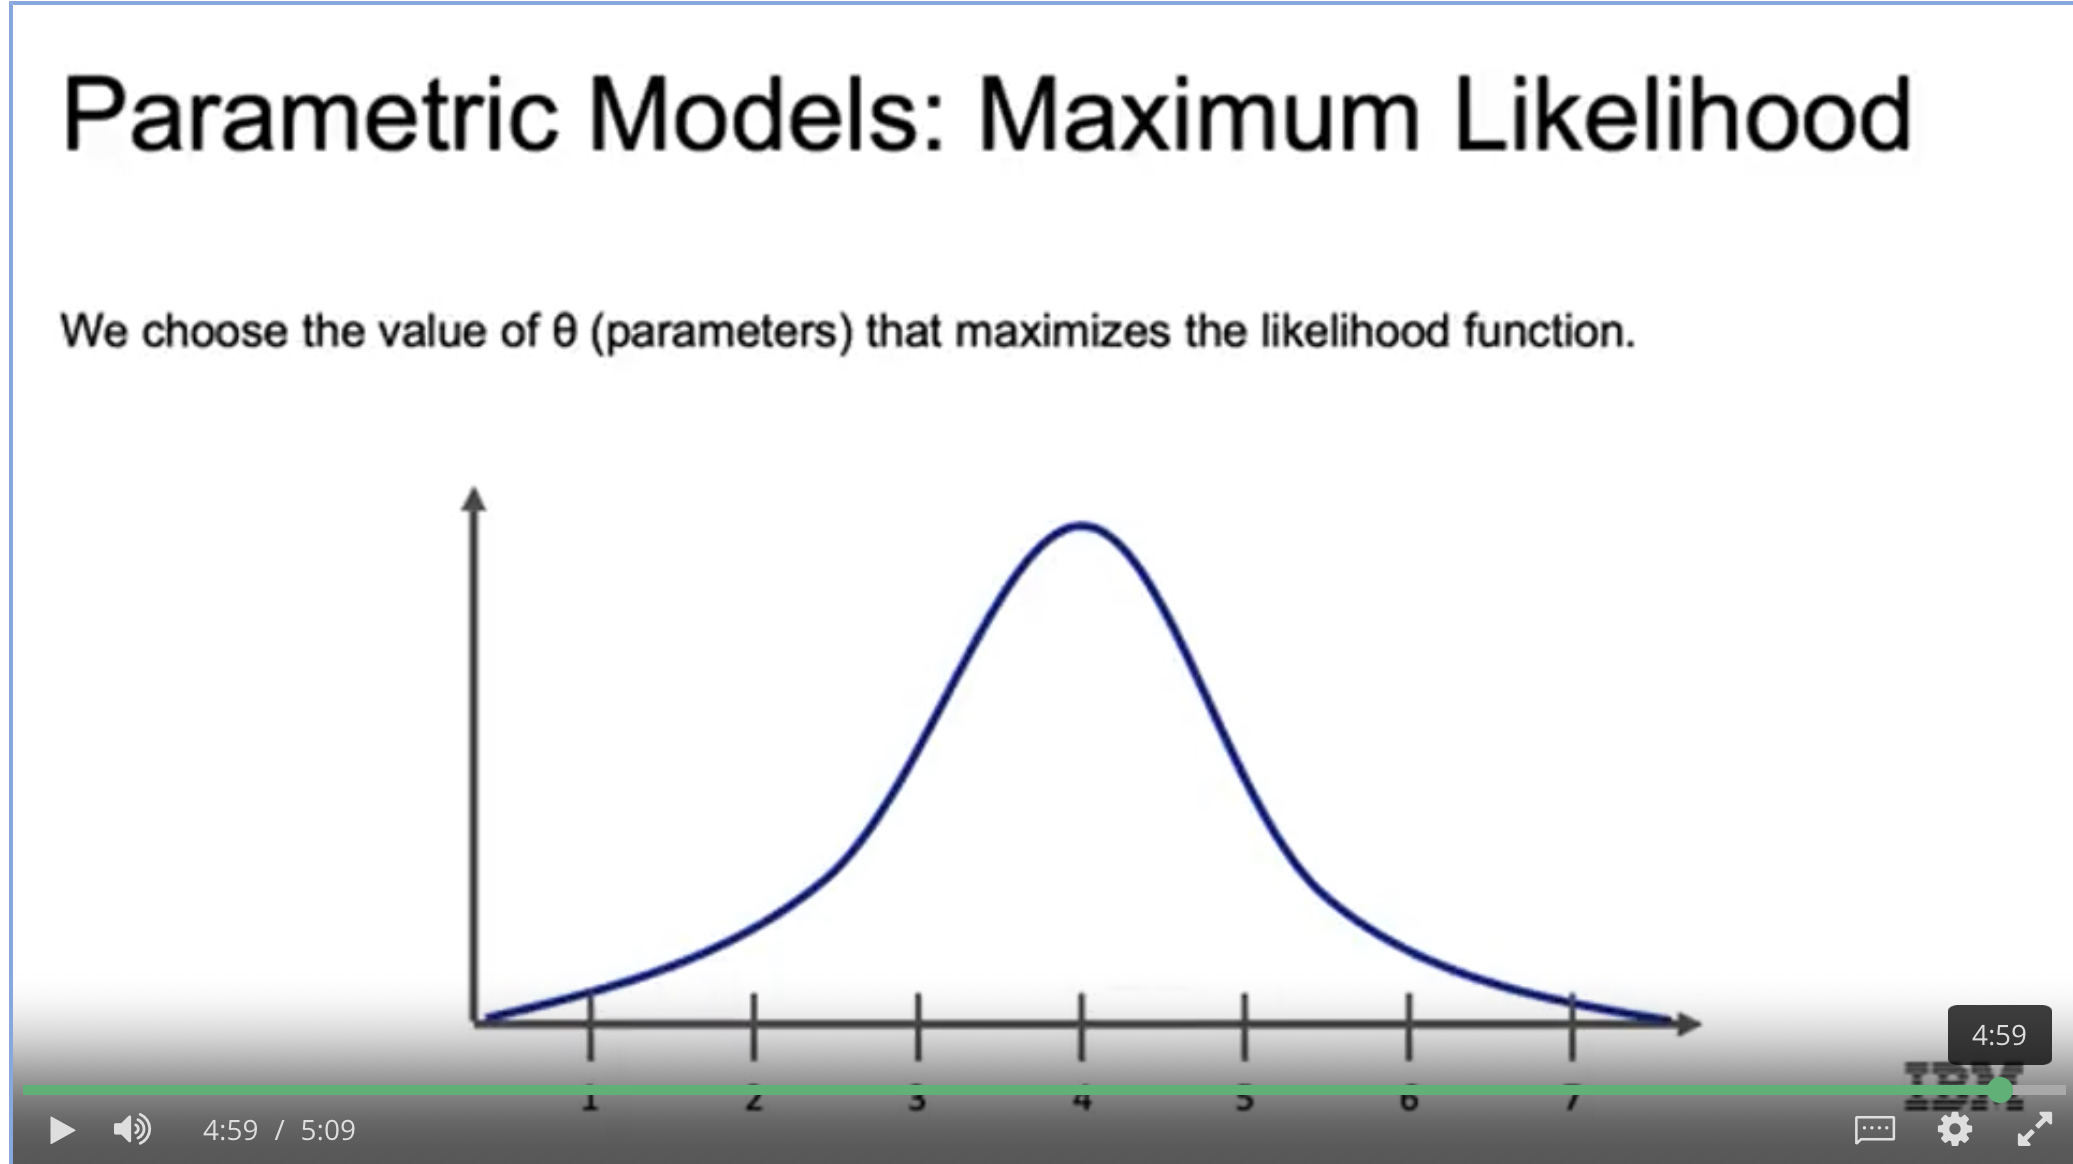 Parametric Models: Maximum Likelihood
We choose the value of θ (parameters) that maximizes the likelihood function.
4:59
IBM
1 2 3 4 5 6 7
4:59 / 5:09